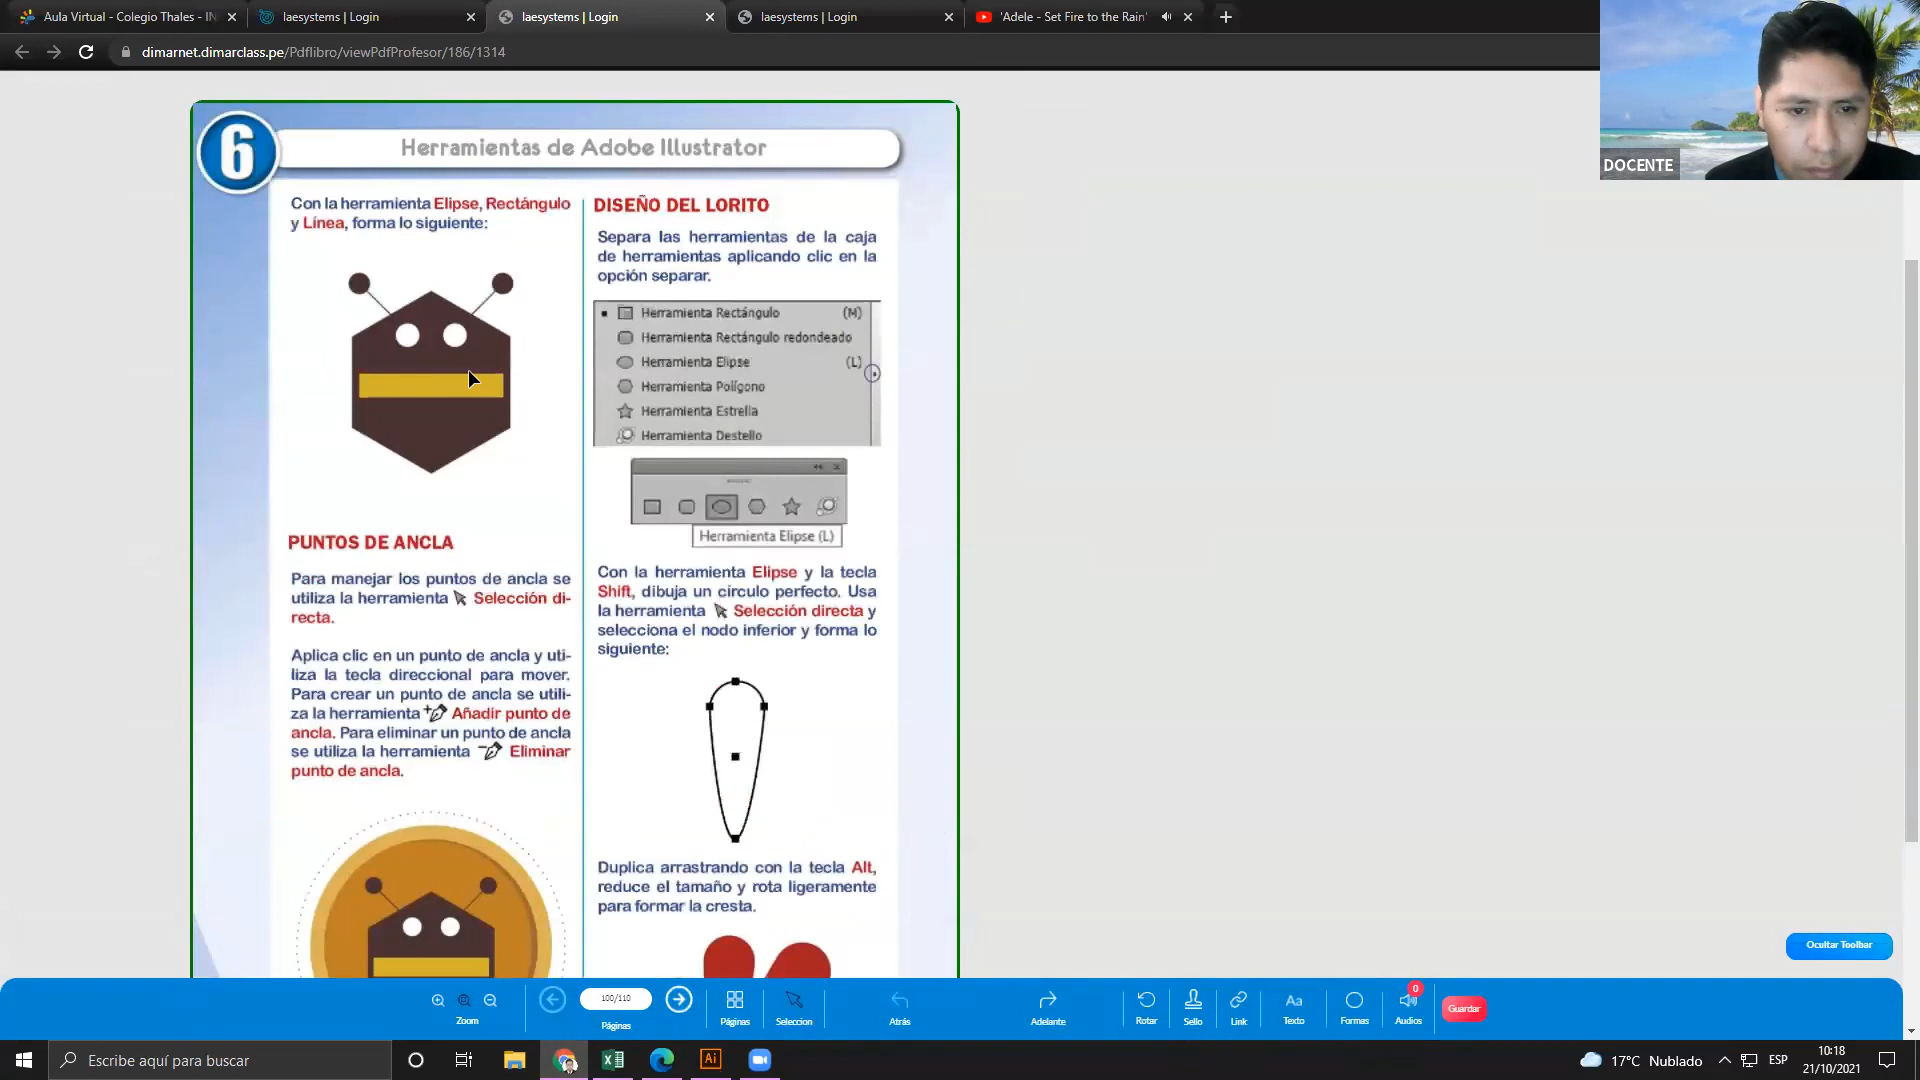 Aula Virtual - Colegio Thales - IN
laesystems | Login
laesystems | Login
laesystems | Login
'Adele - Set Fire to the Rain'
dimarnet.dimarclass.pe/Pdflibro/viewPdfProfesor/186/1314
DOCENTE
6
Herramientas de Adobe Illustrator
Con la herramienta Elipse, Rectángulo
y Línea, forma lo siguiente:
PUNTOS DE ANCLA
Para manejar los puntos de ancla se
utiliza la herramienta Selección di-
recta.
Aplica clic en un punto de ancla y uti-
liza la tecla direccional para mover.
Para crear un punto de ancla se utili-
za la herramienta Añadir punto de
ancla. Para eliminar un punto de ancla
se utiliza la herramienta Eliminar
punto de ancla.
DISEÑO DEL LORITO
Separa las herramientas de la caja
de herramientas aplicando clic en la
opción separar.
Herramienta Rectángulo (M)
Herramienta Rectángulo redondeado
Herramienta Elipse (L)
Herramienta Polígono
Herramienta Estrella
Herramienta Destello
Herramienta Elipse (L)
Con la herramienta Elipse y la tecla
Shift, dibuja un círculo perfecto. Usa
la herramienta Selección directa y
selecciona el nodo inferior y forma lo
siguiente:
Duplica arrastrando con la tecla Alt,
reduce el tamaño y rota ligeramente
para formar la cresta.
Ocultar Toolbar
Zoom
100/110
Páginas
Páginas
Seleccion
Atrás
Adelante
Rotar
Sello
Link
Aa
Texto
Formas
0
Audios
Guardar
Escribe aquí para buscar
Ai
17°C Nublado
ESP
10:18
21/10/2021